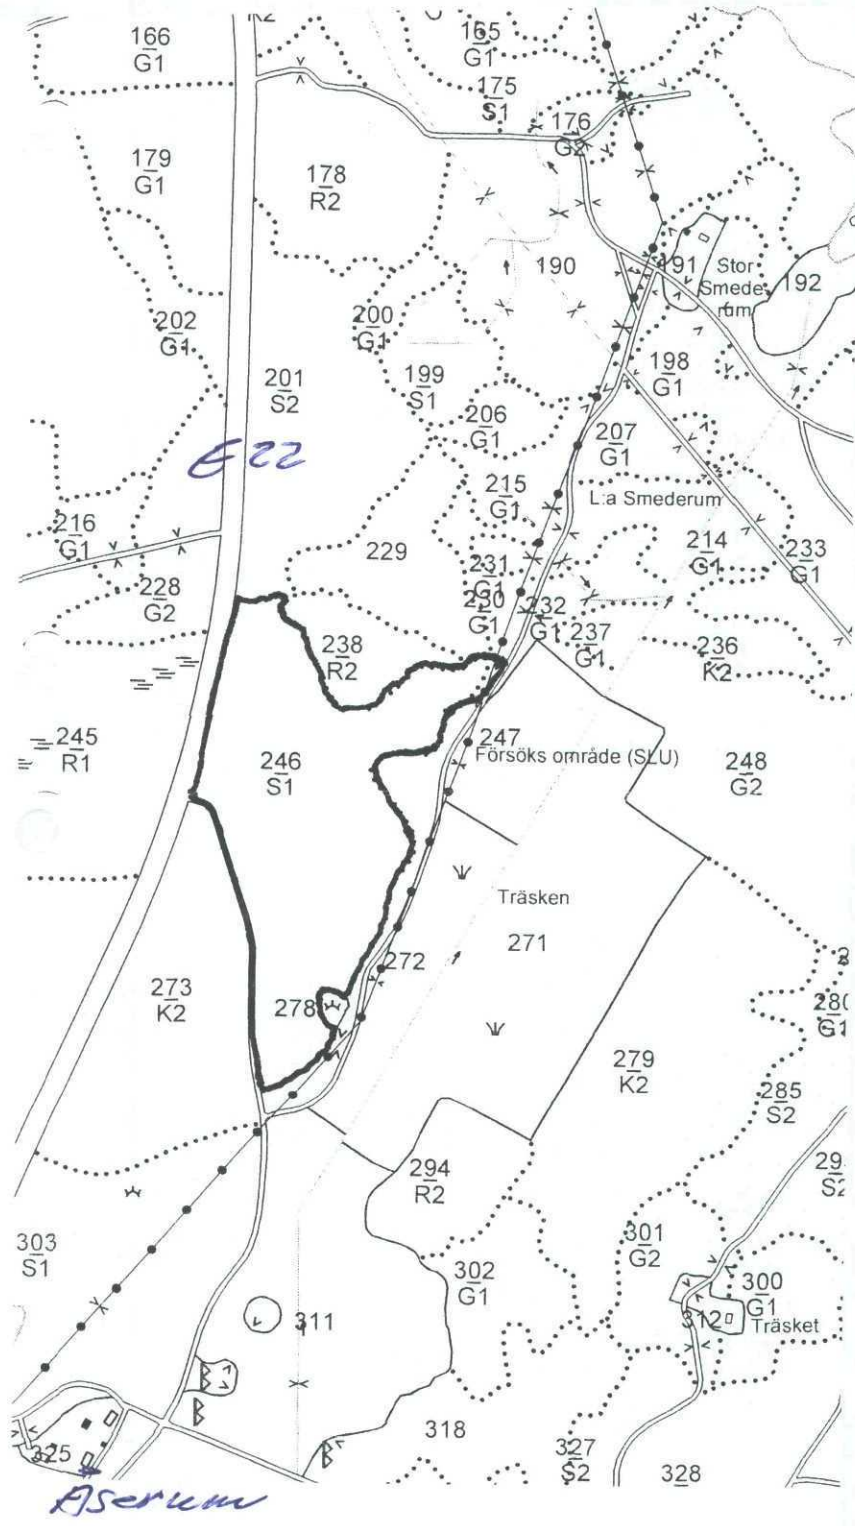 R2
166
G1
165
G1
175
S1
176
G2
179
G1
178
R2
190
191
Stor
Smede-
rum
192
202
G1
200
G1
201
S2
199
S1
198
G1
206
G1
207
G1
E22
215
G1
L:a Smederum
216
G1
229
214
G1
233
G1
228
G2
231
G1
230
G1
232
G1
237
G1
238
R2
236
K2
245
R1
246
S1
247
Försöks område (SLU)
248
G2
Träsken
271
272
273
K2
278
280
G1
279
K2
285
S2
294
R2
29
S2
303
S1
301
G2
302
G1
300
G1
312
Träsket
311
318
325
327
S2
328
Aserum